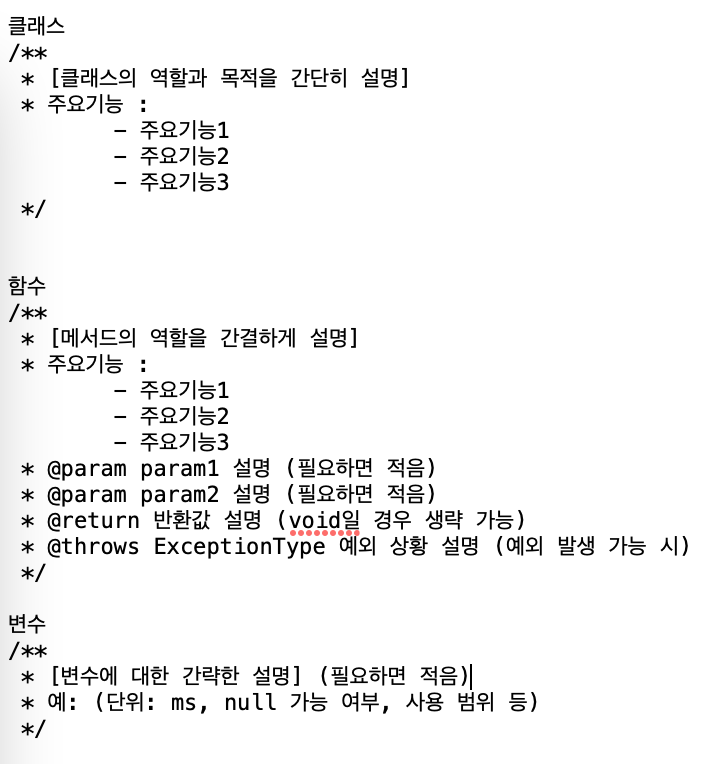 클래스
/**
 * [클래스의 역할과 목적을 간단히 설명]
 * 주요기능 :
        - 주요기능1
        - 주요기능2
        - 주요기능3
 */
함수
/**
 * [메서드의 역할을 간결하게 설명]
 * 주요기능 :
        - 주요기능1
        - 주요기능2
        - 주요기능3
 * @param param1 설명 (필요하면 적음)
 * @param param2 설명 (필요하면 적음)
 * @return 반환값 설명 (void일 경우 생략 가능)
 * @throws ExceptionType 예외 상황 설명 (예외 발생 가능 시)
 */
변수
/**
 * [변수에 대한 간략한 설명] (필요하면 적음)
 * 예: (단위: ms, null 가능 여부, 사용 범위 등)
 */